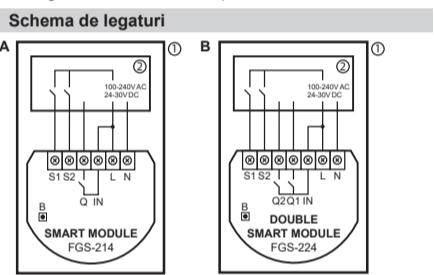 Schema de legaturi
A
①
②
100-240V AC
24-30V DC
S1 S2 L N
Q IN
B
SMART MODULE
FGS-214
B
①
②
100-240V AC
24-30V DC
S1 S2 L N
Q2 Q1 IN
B
DOUBLE
SMART MODULE
FGS-224